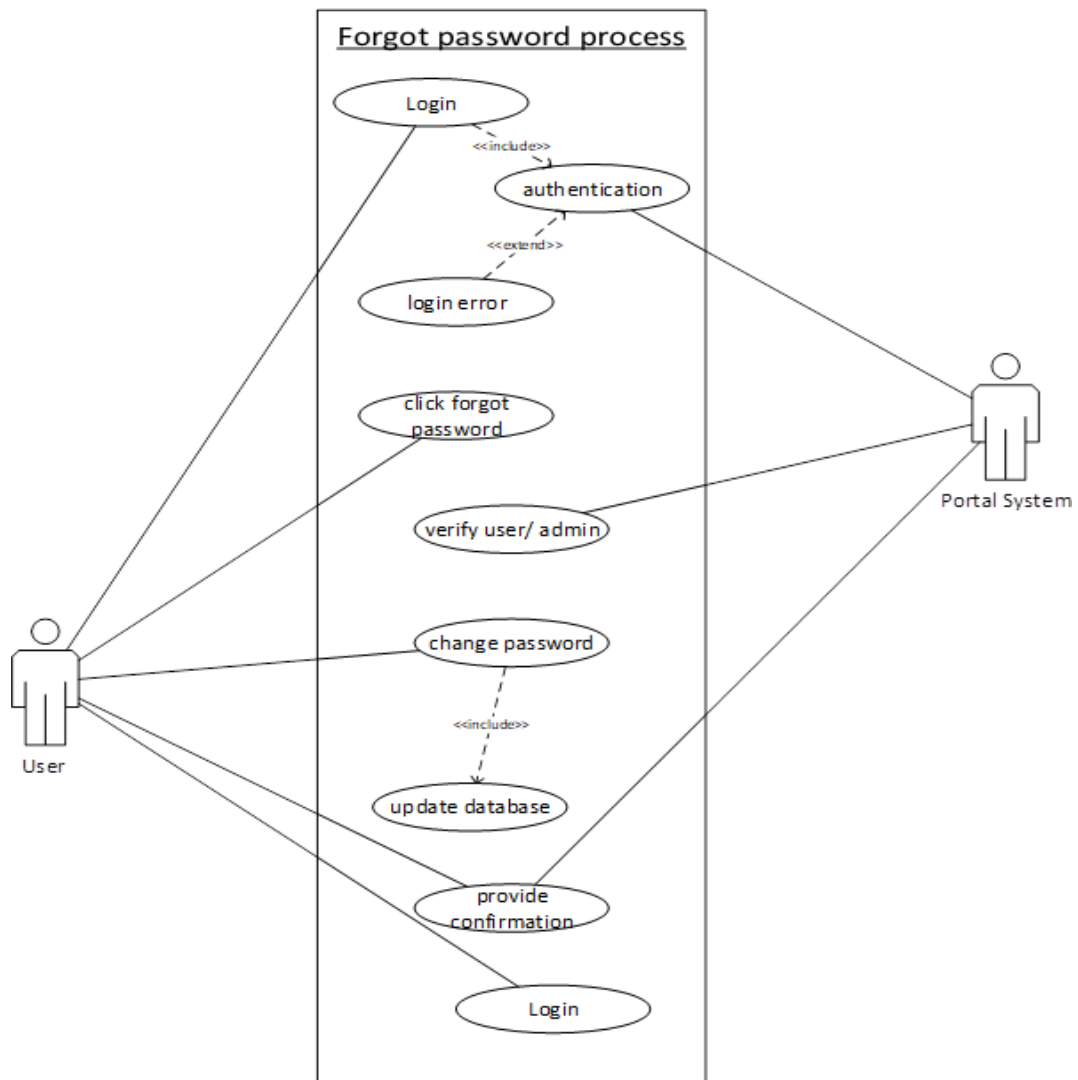 Forgot password process
Login
<<include>>
authentication
<<extend>>
login error
click forgot
password
Portal System
verify user/ admin
change password
<<include>>
User
update database
provide
confirmation
Login